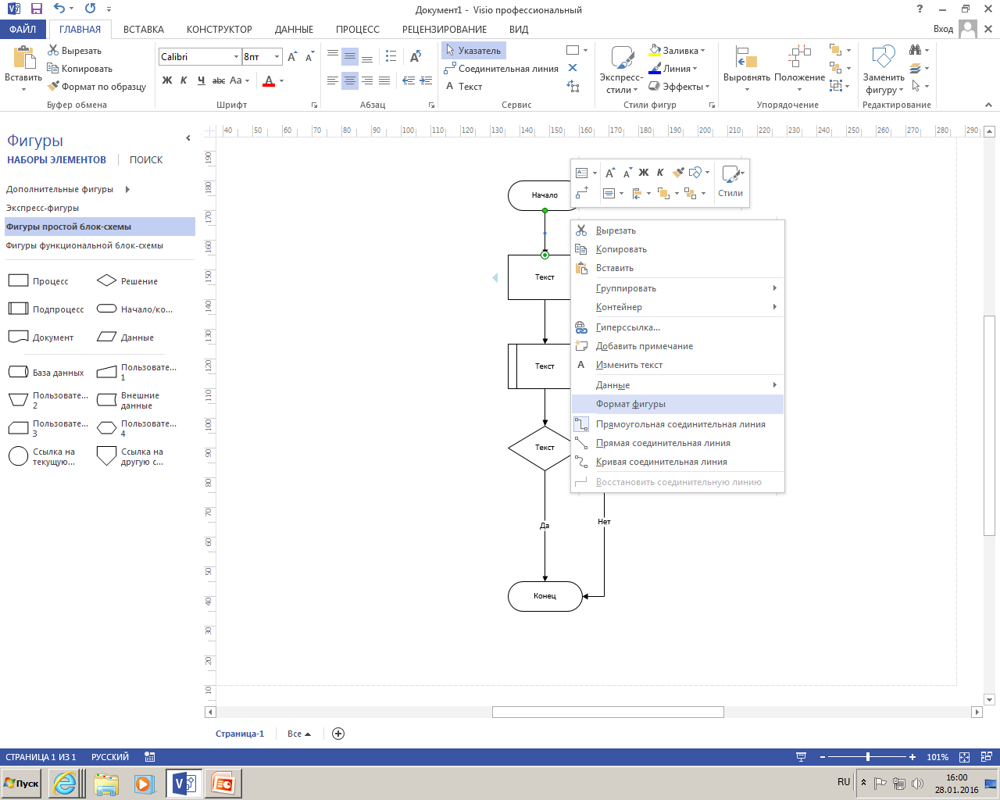 Документ1 - Visio профессиональный
ФАЙЛ ГЛАВНАЯ ВСТАВКА КОНСТРУКТОР ДАННЫЕ ПРОЦЕСС РЕЦЕНЗИРОВАНИЕ ВИД Вход
Вставить
Вырезать
Копировать
Формат по образцу
Буфер обмена
Calibri 8пт
Ж К Ч abc Aa А
Шрифт
Абзац
Указатель
Соединительная линия
А Текст
Сервис
Экспресс-
стили
Заливка
Линия
Эффекты
Стили фигур
Выровнять Положение
Упорядочение
Заменить
фигуру
Редактирование
Фигуры
НАБОРЫ ЭЛЕМЕНТОВ ПОИСК
Дополнительные фигуры
Экспресс-фигуры
Фигуры простой блок-схемы
Фигуры функциональной блок-схемы
Процесс Решение
Подпроцесс Начало/ко...
Документ Данные
База данных Пользовате...
1
Пользовате...
2
Внешние
данные
Пользовате...
3
Пользовате...
4
Ссылка на
текущую...
Ссылка на
другую с...
40 50 60 70 80 90 100 110 120 130 140 150 160 170 180 190 200 210 220 230 240 250 260 270 280 290
190
180
170
160
150
140
130
120
110
100
90
80
70
60
50
40
30
20
10
Начало
Текст
Текст
Текст
Да
Нет
Конец
А А Ж К
Стили
Вырезать
Копировать
Вставить
Группировать
Контейнер
Гиперссылка...
Добавить примечание
А Изменить текст
Данные
Формат фигуры
Прямоугольная соединительная линия
Прямая соединительная линия
Кривая соединительная линия
Восстановить соединительную линию
Страница-1 Все
СТРАНИЦА 1 ИЗ 1 РУССКИЙ 101%
Пуск RU 16:00
28.01.2016